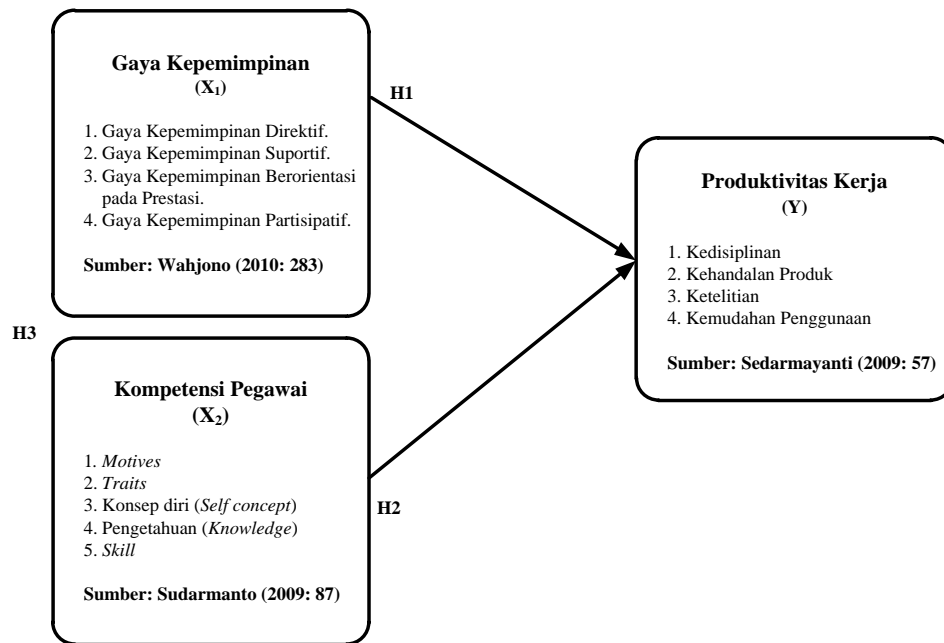 Gaya Kepemimpinan
(X₁)
1. Gaya Kepemimpinan Direktif.
2. Gaya Kepemimpinan Suportif.
3. Gaya Kepemimpinan Berorientasi
pada Prestasi.
4. Gaya Kepemimpinan Partisipatif.
Sumber: Wahjono (2010: 283)
H1
H3
Kompetensi Pegawai
(X₂)
1. Motives
2. Traits
3. Konsep diri (Self concept)
4. Pengetahuan (Knowledge)
5. Skill
Sumber: Sudarmanto (2009: 87)
H2
Produktivitas Kerja
(Y)
1. Kedisiplinan
2. Kehandalan Produk
3. Ketelitian
4. Kemudahan Penggunaan
Sumber: Sedarmayanti (2009: 57)